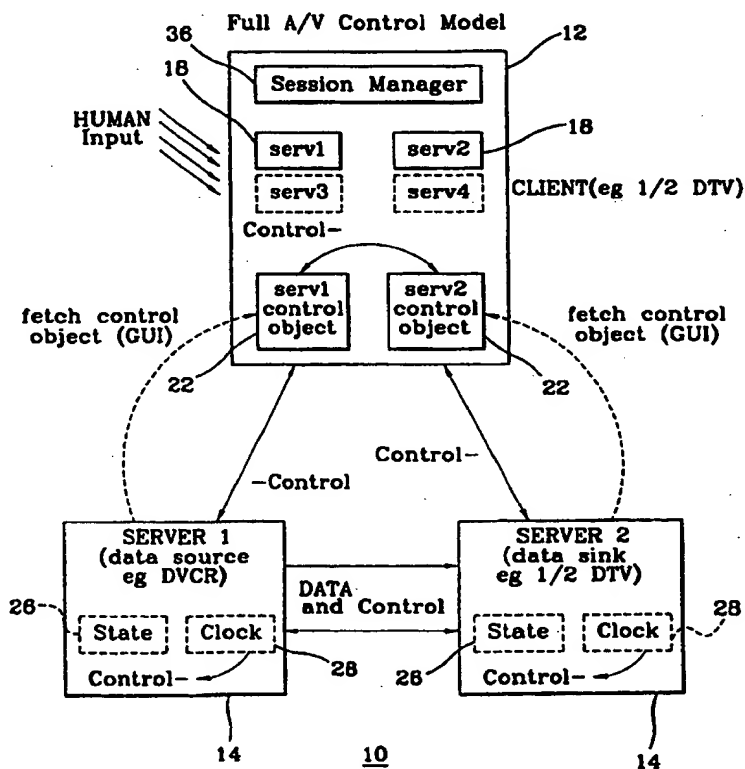 Full A/V Control Model
36
12
Session Manager
18
HUMAN
Input
serv1
serv2
18
serv3
serv4
CLIENT(eg 1/2 DTV)
Control-
serv1
control
object
serv2
control
object
fetch control
object (GUI)
fetch control
object (GUI)
22
22
-Control
Control-
SERVER 1
(data source
eg DVCR)
DATA
and Control
SERVER 2
(data sink
eg 1/2 DTV)
26
State
Clock
28
Control-
26
State
Clock
28
Control-
14
10
14